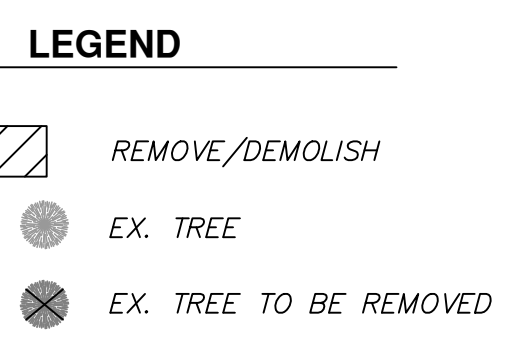 LEGEND
REMOVE/DEMOLISH
EX. TREE
EX. TREE TO BE REMOVED